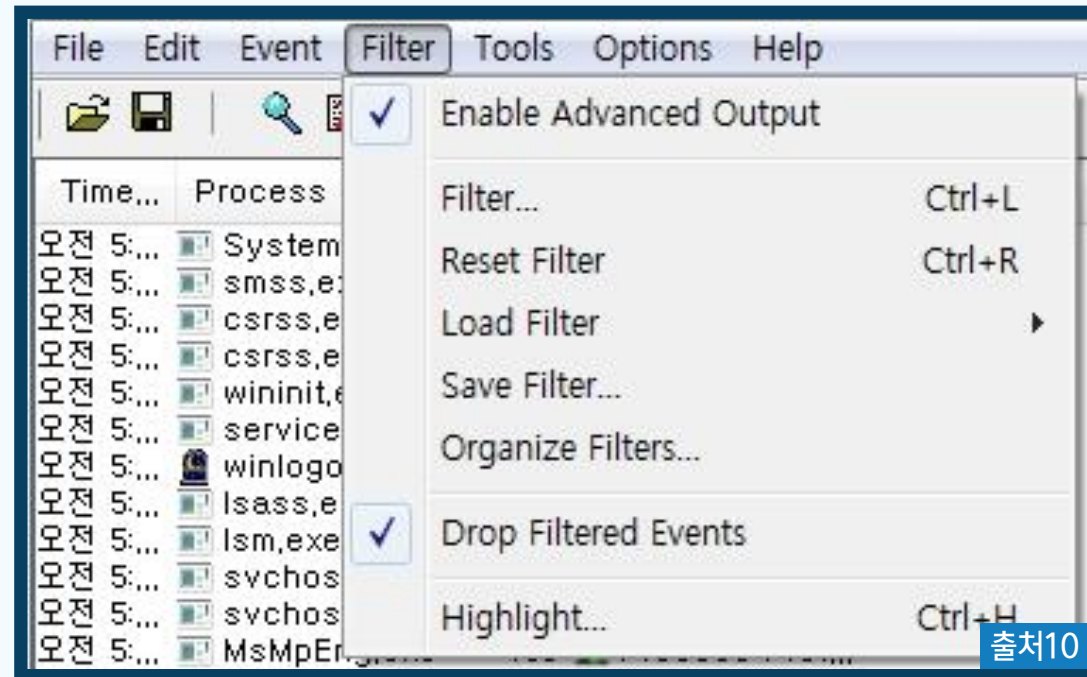 File Edit Event Filter Tools Options Help
Enable Advanced Output
Time... Process
Filter... Ctrl+L
오전 5:... System
Reset Filter Ctrl+R
오전 5:... smss,e
오전 5:... csrss,e
Load Filter
오전 5:... csrss,e
오전 5:... wininit,e
Save Filter...
오전 5:... service
Organize Filters...
오전 5:... winlogo
오전 5:... lsass,e
오전 5:... lsm,exe
Drop Filtered Events
오전 5:... svchos
오전 5:... svchos
Highlight... Ctrl+H
오전 5:... MsMpEng
출처10